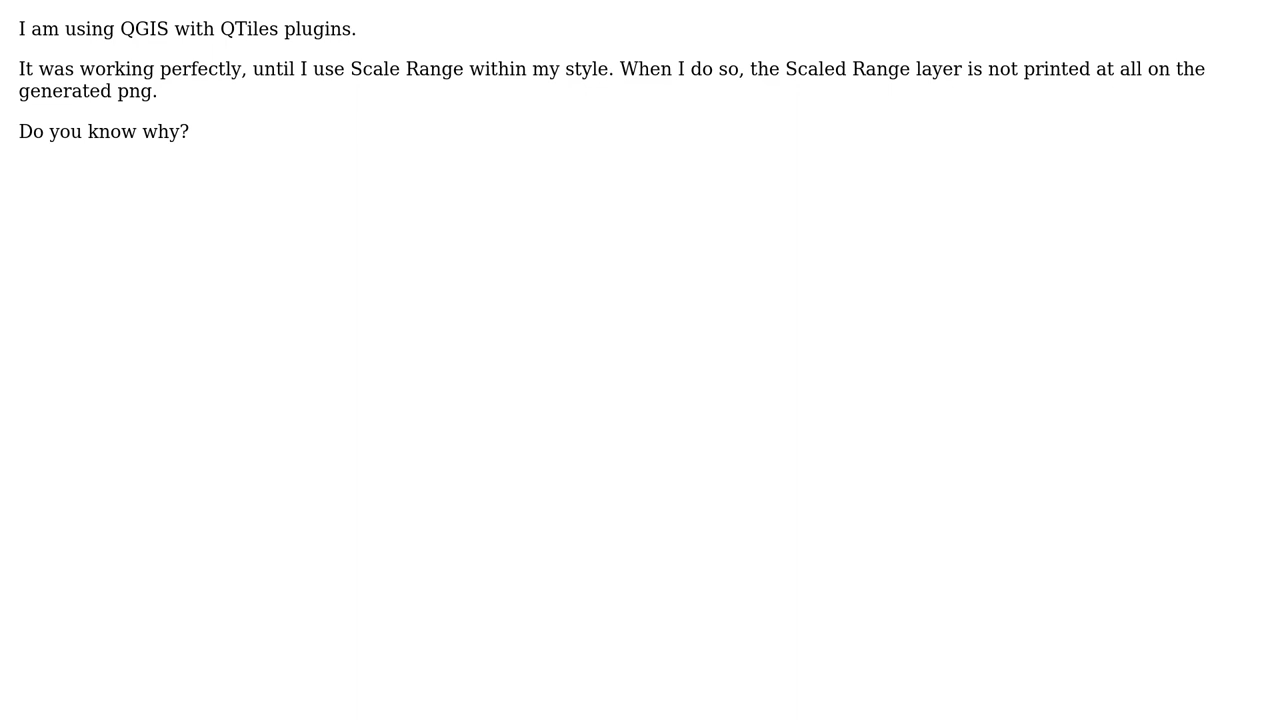 I am using QGIS with QTiles plugins.
It was working perfectly, until I use Scale Range within my style. When I do so, the Scaled Range layer is not printed at all on the
generated png.
Do you know why?